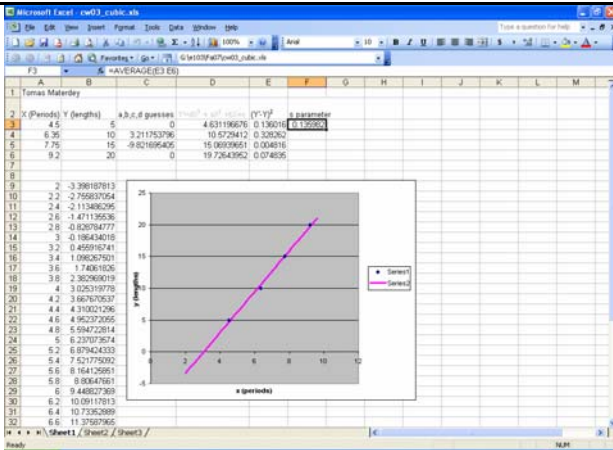 Microsoft Excel - cw03_cubic.xls
File Edit View Insert Format Tools Data Window Help
Type a question for help
100% Arial 10 B I U
Favorites Go
F3 fx =AVERAGE(E3:E6)
A B C D E F G H I J K L M
1 Tomas Materdey
2 X (Periods) Y (lengths) a,b,c,d guesses (Y'-Y)² s parameter
3 4.5 5 0 4.631196676 0.136016 0.135982
4 6.35 10 3.211753796 10.5729412 0.328262
5 7.75 15 -9.821695405 15.06939651 0.004816
6 9.2 20 0 19.72643952 0.074835
7
8
9 2 -3.398187813
10 2.2 -2.755837054
11 2.4 -2.113486295
12 2.6 -1.471135536
13 2.8 -0.828784777
14 3 -0.186434018
15 3.2 0.455916741
16 3.4 1.098267501
17 3.6 1.74061826
18 3.8 2.382969019
19 4 3.025319778
20 4.2 3.667670537
21 4.4 4.310021296
22 4.6 4.952372055
23 4.8 5.594722814
24 5 6.237073574
25 5.2 6.879424333
26 5.4 7.521775092
27 5.6 8.164125851
28 5.8 8.80647661
29 6 9.448827369
30 6.2 10.09117813
31 6.4 10.73352889
32 6.6 11.37587965
25
20
15
10
5
0
-5
0 2 4 6 8 10 12
y (lengths)
x (periods)
Series1
Series2
Sheet1 / Sheet2 / Sheet3
Ready NUM